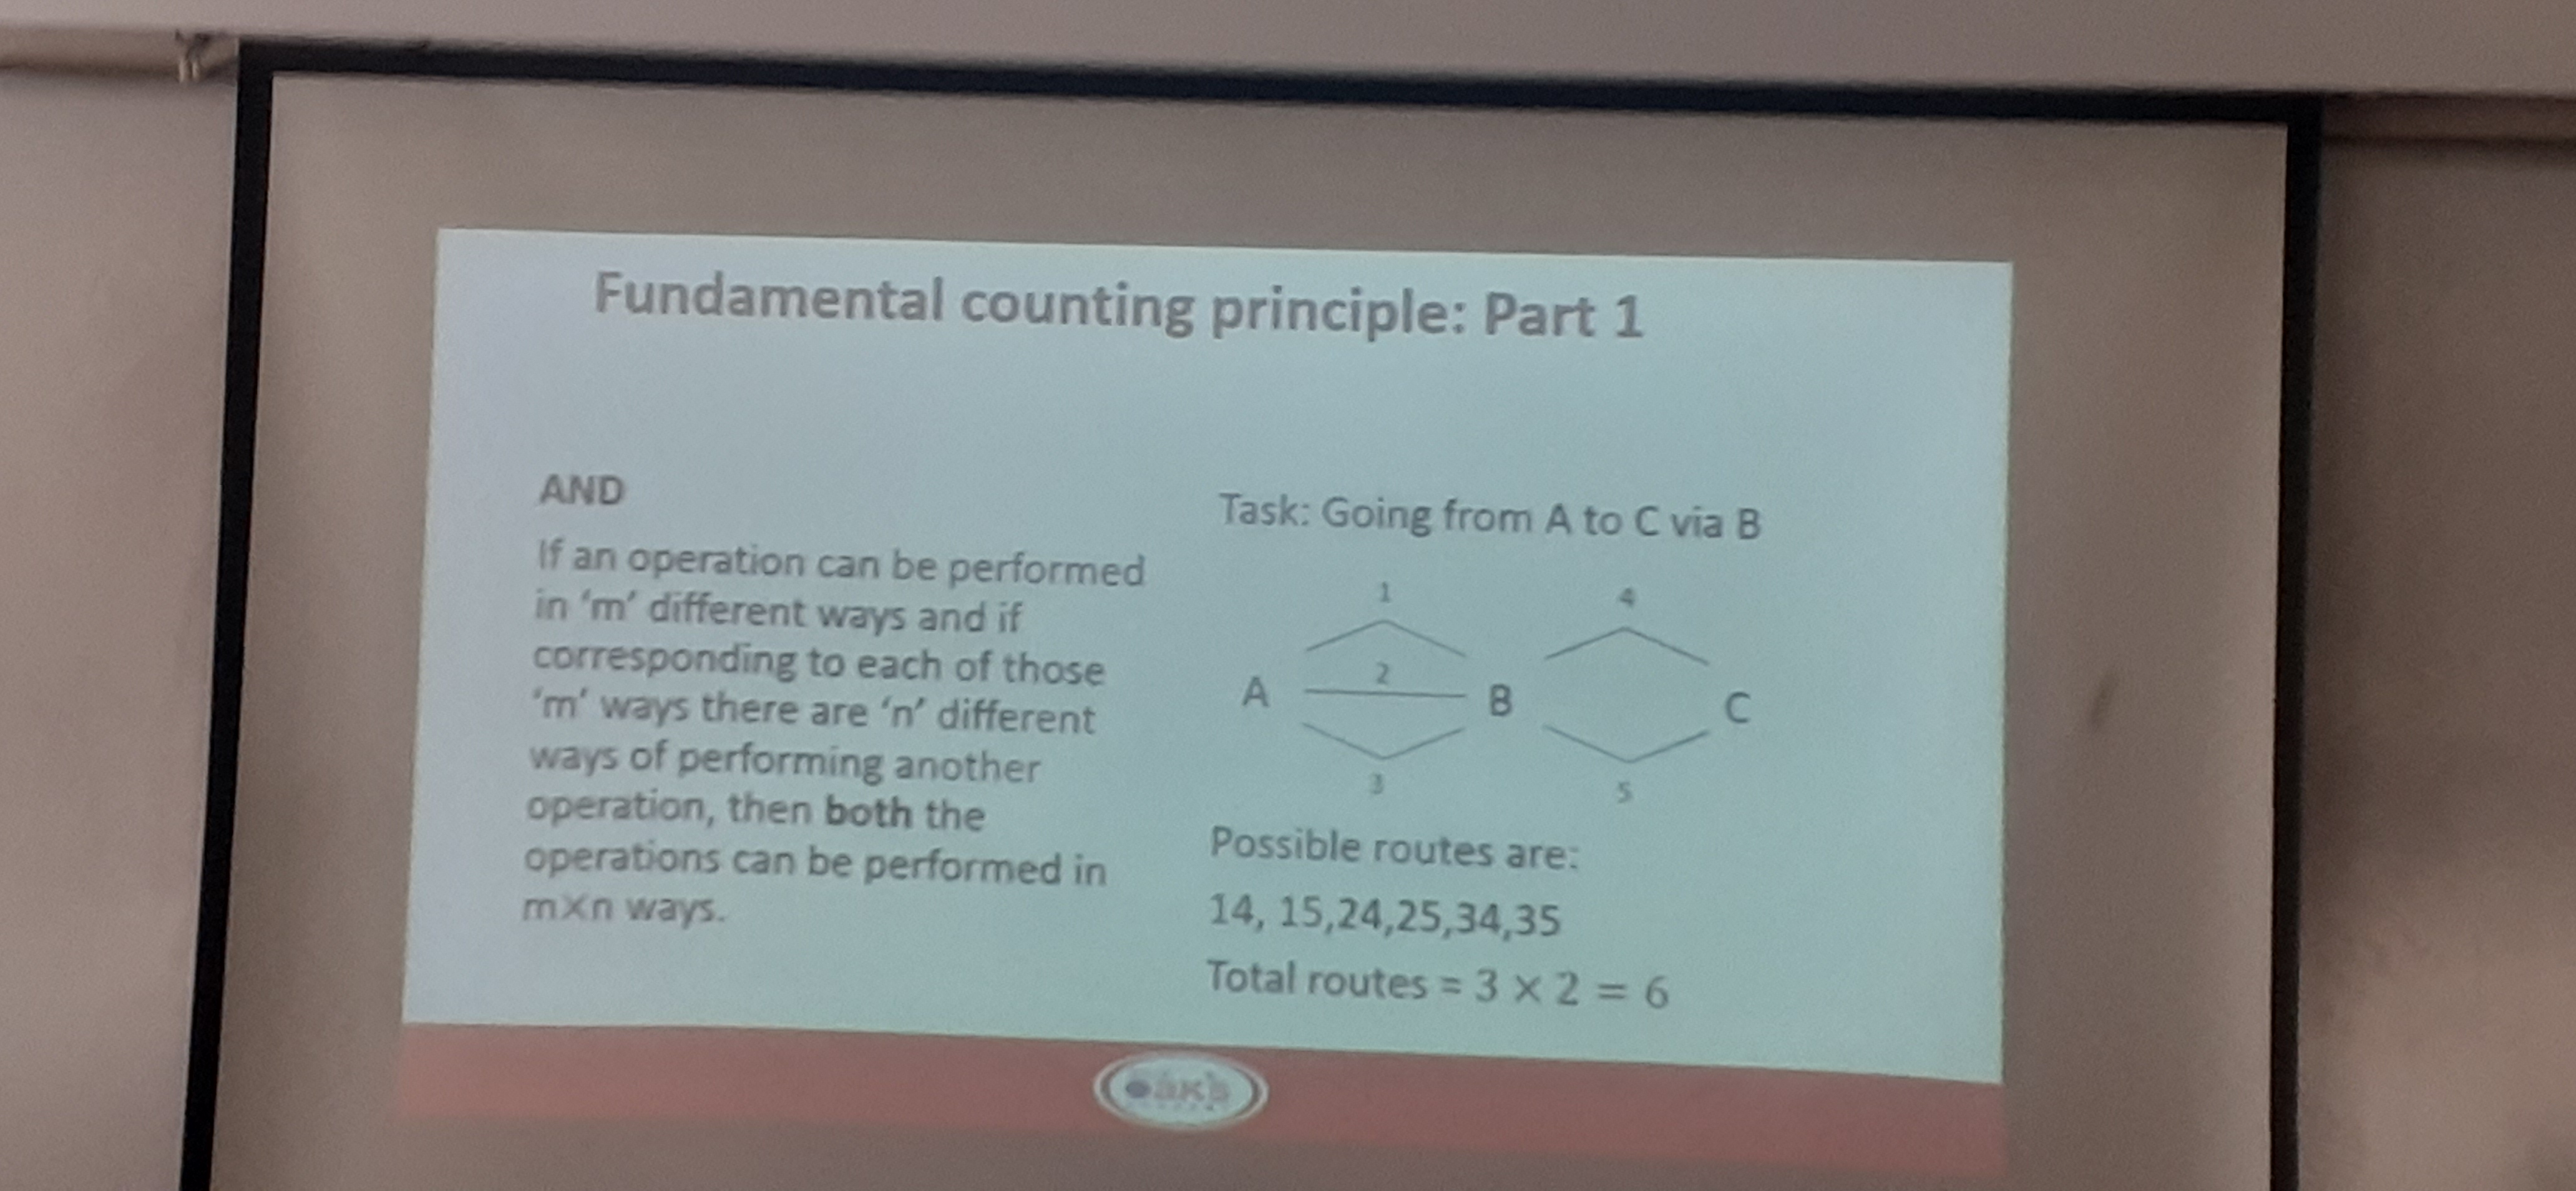 Fundamental counting principle: Part 1
AND
If an operation can be performed
in ‘m’ different ways and if
corresponding to each of those
‘m’ ways there are ‘n’ different
ways of performing another
operation, then both the
operations can be performed in
m×n ways.
Task: Going from A to C via B
1
4
2
A
B
C
3
5
Possible routes are:
14, 15,24,25,34,35
Total routes = 3 × 2 = 6